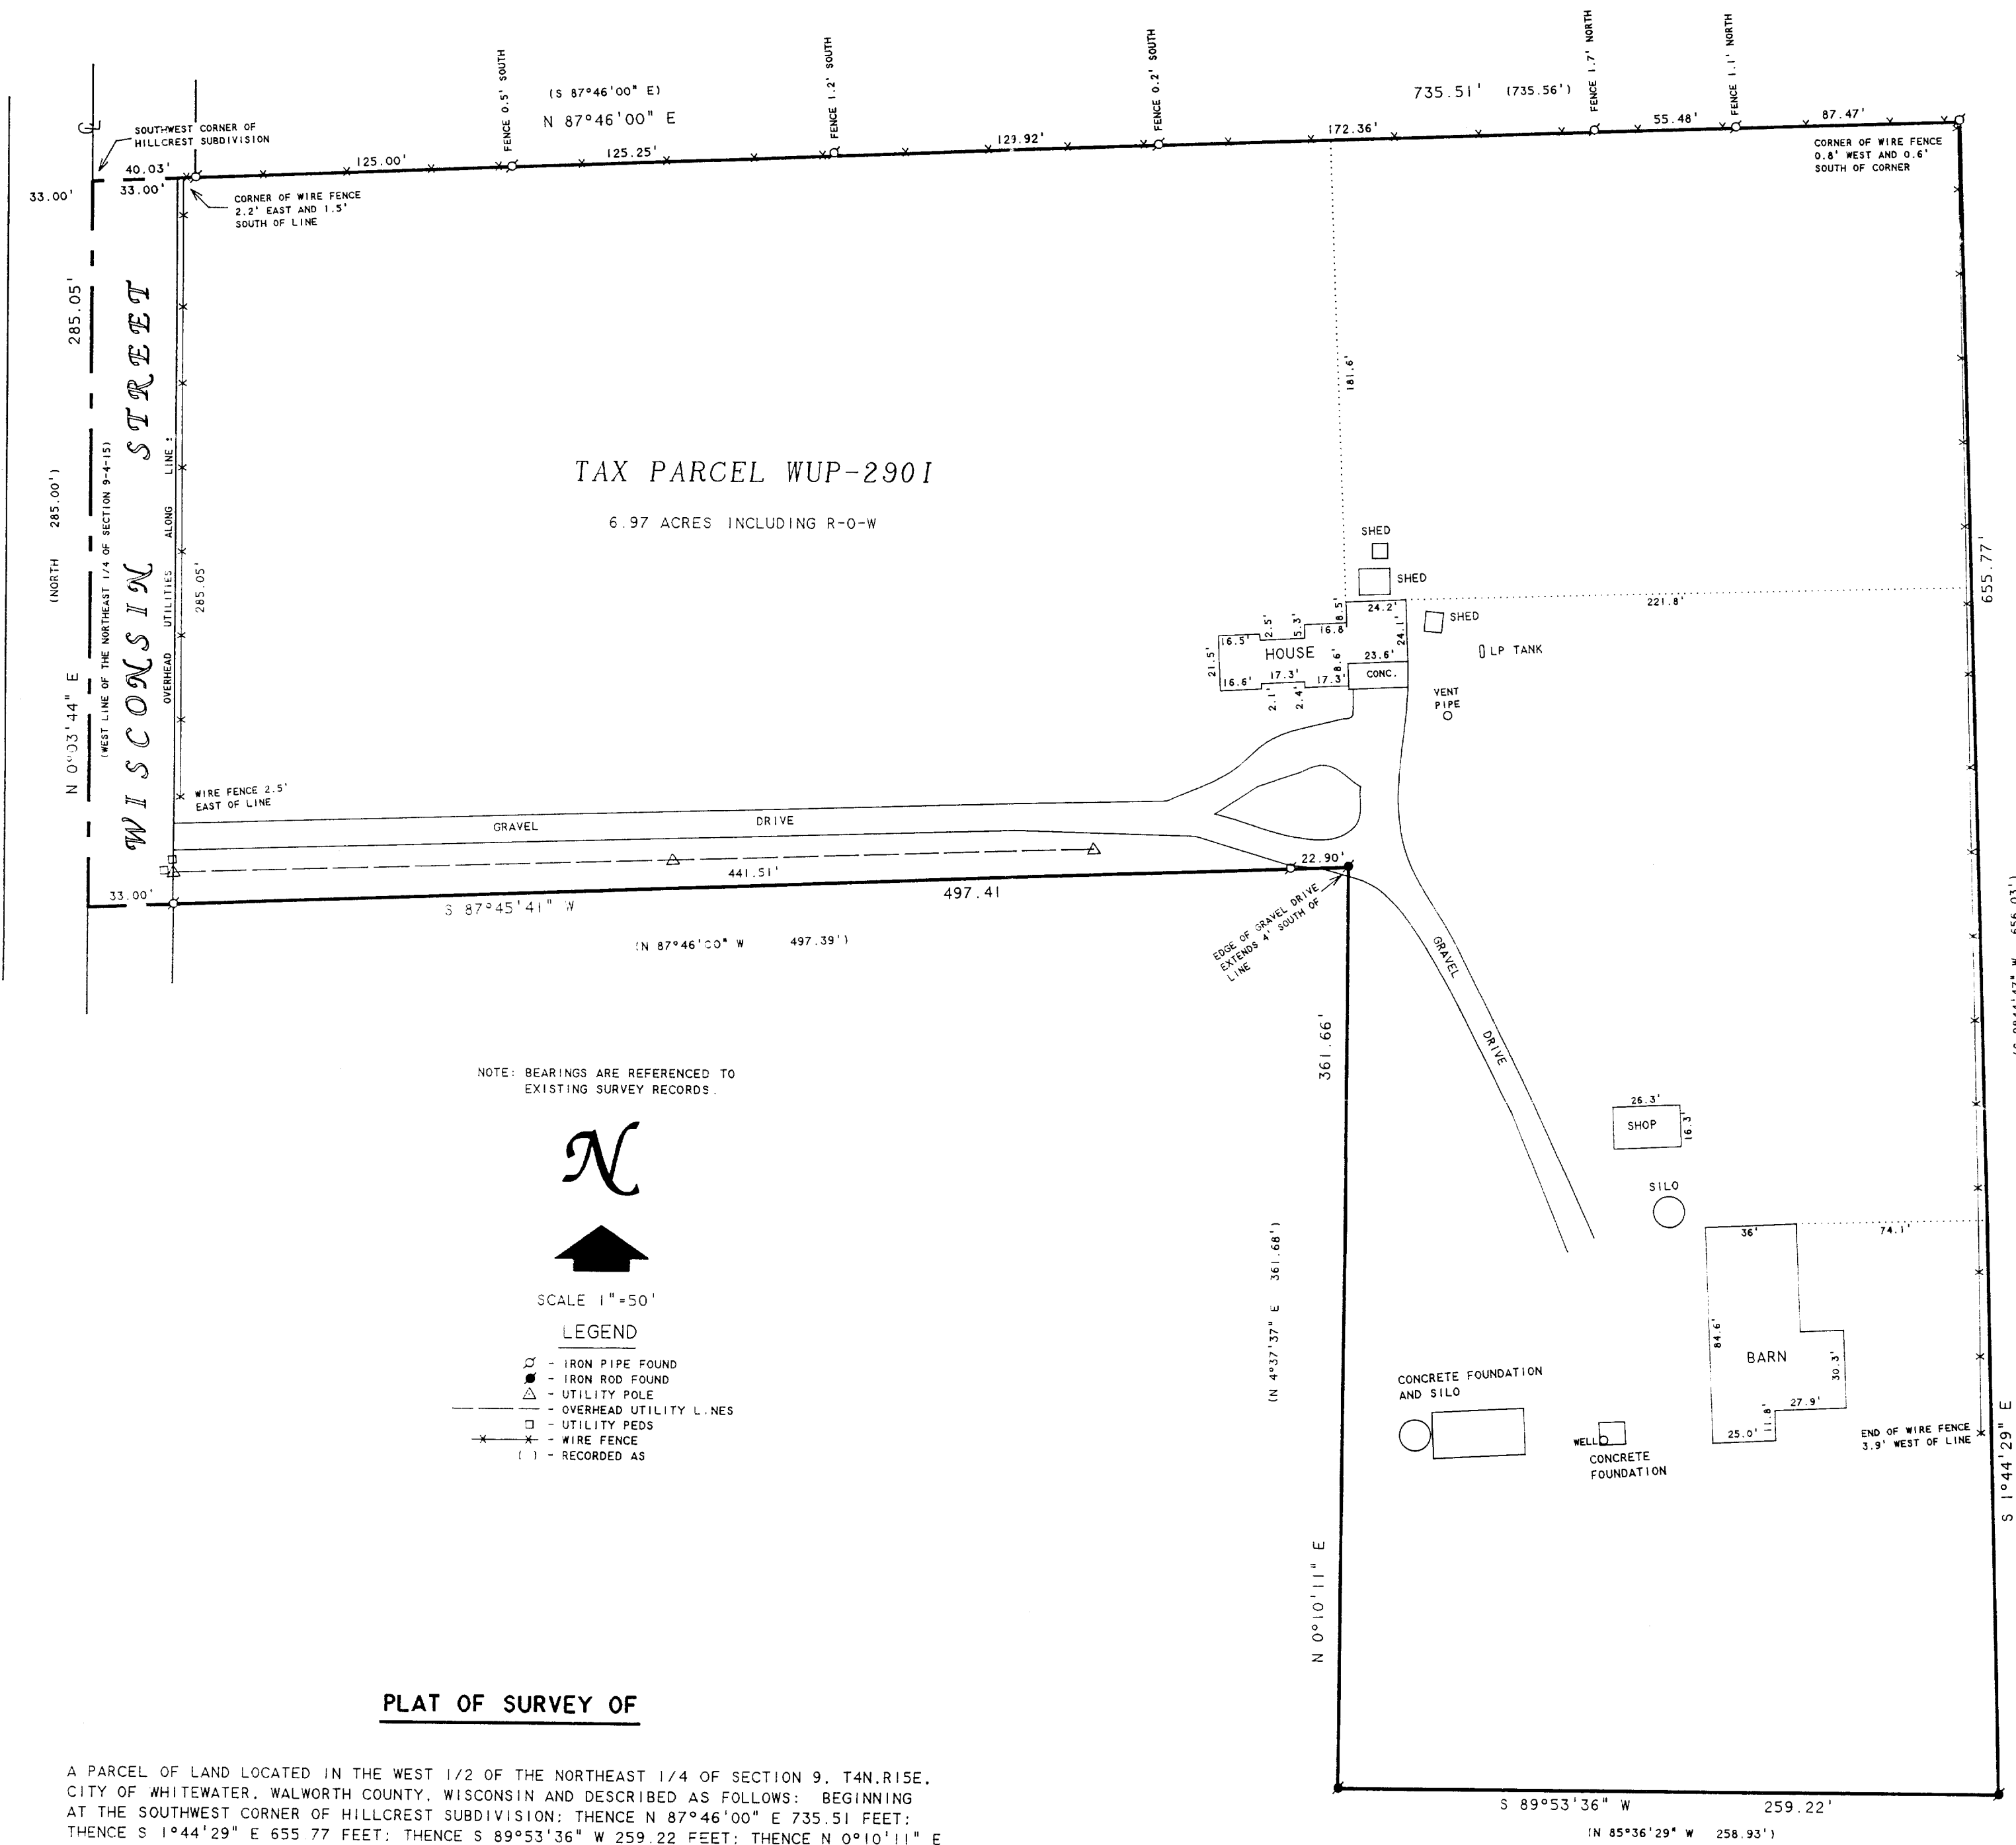 FENCE 0.5' SOUTH
FENCE 1.2' SOUTH
FENCE 0.2' SOUTH
FENCE 1.7' NORTH
FENCE 1.1' NORTH
(S 87°46'00" E)
N 87°46'00" E
735.51' (735.56')
SOUTHWEST CORNER OF
HILLCREST SUBDIVISION
40.03'
33.00'
33.00'
125.00'
125.25'
129.92'
172.36'
55.48'
87.47'
CORNER OF WIRE FENCE
0.8' WEST AND 0.6'
SOUTH OF CORNER
CORNER OF WIRE FENCE
2.2' EAST AND 1.5'
SOUTH OF LINE
285.05'
(NORTH 285.00')
N 0°03'44" E
(WEST LINE OF THE NORTHEAST 1/4 OF SECTION 9-4-15)
WISCONSIN STREET
OVERHEAD UTILITIES ALONG LINE
285.05'
181.6'
TAX PARCEL WUP-290I
6.97 ACRES INCLUDING R-O-W
SHED
SHED
SHED
24.2'
221.8'
655.77'
16.5'
2.5'
5.3'
16.8'
8.5'
24.1'
HOUSE
21.5'
16.6'
17.3'
17.3'
8.6'
23.6'
CONC.
2.1'
2.4'
LP TANK
VENT
PIPE
WIRE FENCE 2.5'
EAST OF LINE
GRAVEL DRIVE
22.90'
441.51'
33.00'
S 87°45'41" W
497.41
(N 87°46'00" W 497.39')
EDGE OF GRAVEL DRIVE
EXTENDS 4' SOUTH OF
LINE
GRAVEL DRIVE
656.03')
361.66'
(N 4°37'37" E 361.68')
N 0°10'11" E
NOTE: BEARINGS ARE REFERENCED TO
EXISTING SURVEY RECORDS.
N
SCALE 1"=50'
LEGEND
- IRON PIPE FOUND
- IRON ROD FOUND
- UTILITY POLE
- OVERHEAD UTILITY LINES
- UTILITY PEDS
- WIRE FENCE
( ) - RECORDED AS
26.3'
SHOP
16.3'
SILO
36'
74.1'
84.6'
BARN
30.3'
27.9'
11.8'
25.0'
CONCRETE FOUNDATION
AND SILO
WELL
CONCRETE
FOUNDATION
END OF WIRE FENCE
3.9' WEST OF LINE
S 1°44'29" E
S 89°53'36" W 259.22'
(N 85°36'29" W 258.93')
PLAT OF SURVEY OF
A PARCEL OF LAND LOCATED IN THE WEST 1/2 OF THE NORTHEAST 1/4 OF SECTION 9, T4N,R15E,
CITY OF WHITEWATER, WALWORTH COUNTY, WISCONSIN AND DESCRIBED AS FOLLOWS: BEGINNING
AT THE SOUTHWEST CORNER OF HILLCREST SUBDIVISION; THENCE N 87°46'00" E 735.51 FEET;
THENCE S 1°44'29" E 655.77 FEET; THENCE S 89°53'36" W 259.22 FEET; THENCE N 0°10'11" E